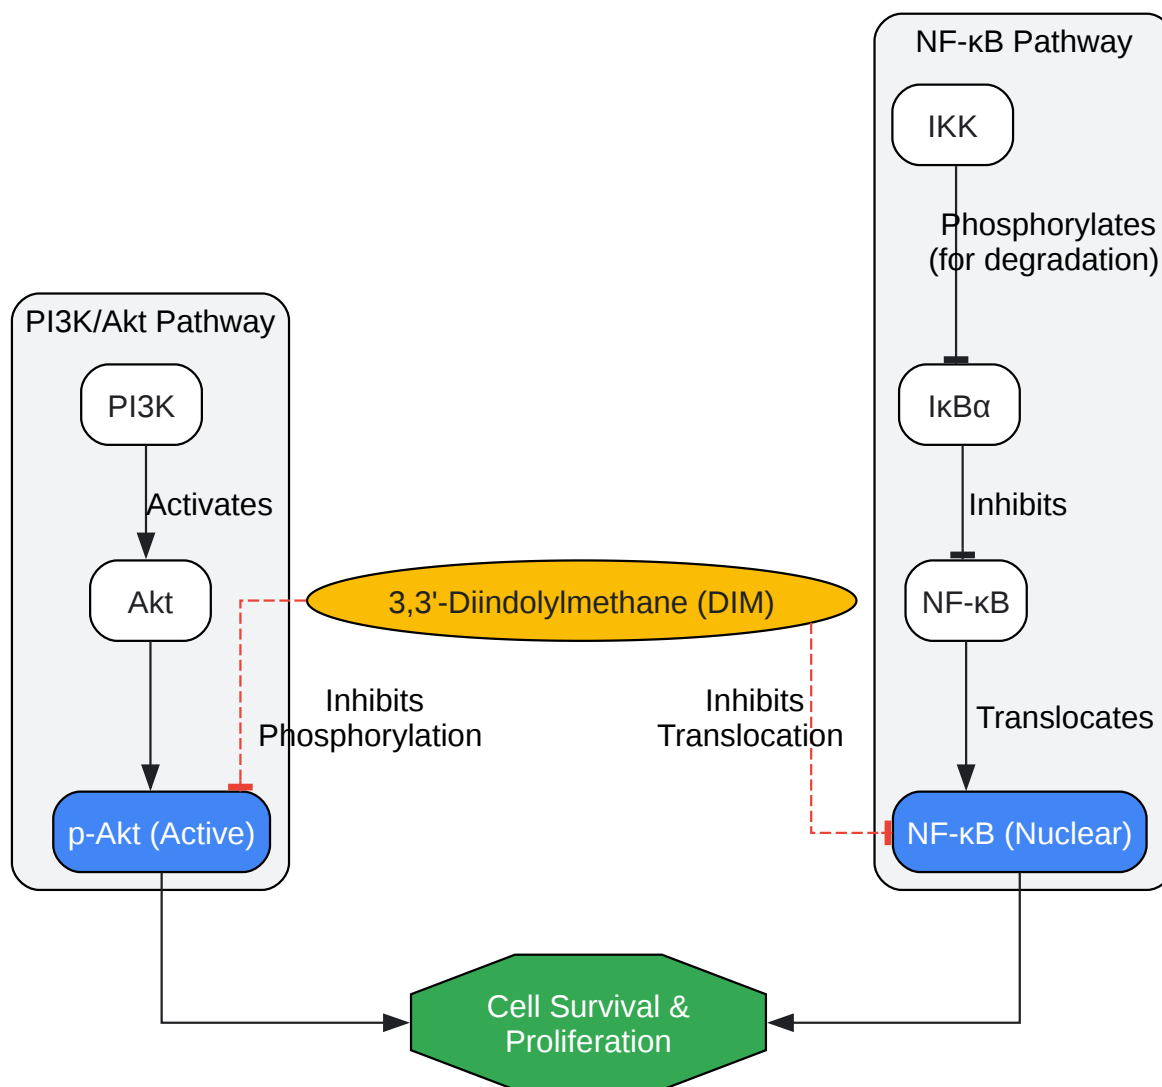 NF-κB Pathway
IKK
Phosphorylates
(for degradation)
PI3K/Akt Pathway
PI3K
IκBα
Activates
Inhibits
Akt
3,3'-Diindolylmethane (DIM)
NF-κB
Inhibits
Phosphorylation
Inhibits
Translocation
Translocates
p-Akt (Active)
NF-κB (Nuclear)
Cell Survival &
Proliferation